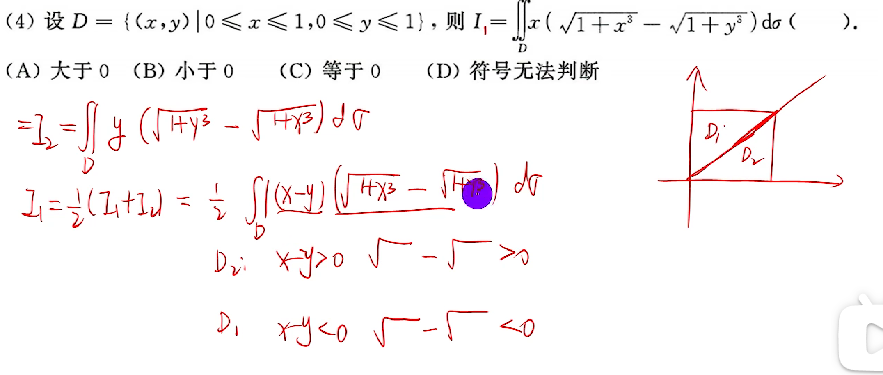 (4) 设 D = {(x,y)|0⩽x⩽1,0⩽y⩽1}, 则 I₁=∬_D x(√(1+x³) − √(1+y³))dσ (  ).
(A) 大于 0 (B) 小于 0 (C) 等于 0 (D) 符号无法判断
=I₂=∬_D y(√(1+y³) − √(1+x³))dσ
I₁=½(I₁+I₂) = ½∬_D (x-y)(√(1+x³) − √(1+
) dσ
D₂: x-y>0 √ − √ >0
D₁ x-y<0 √ − √ <0
D₁
D₂